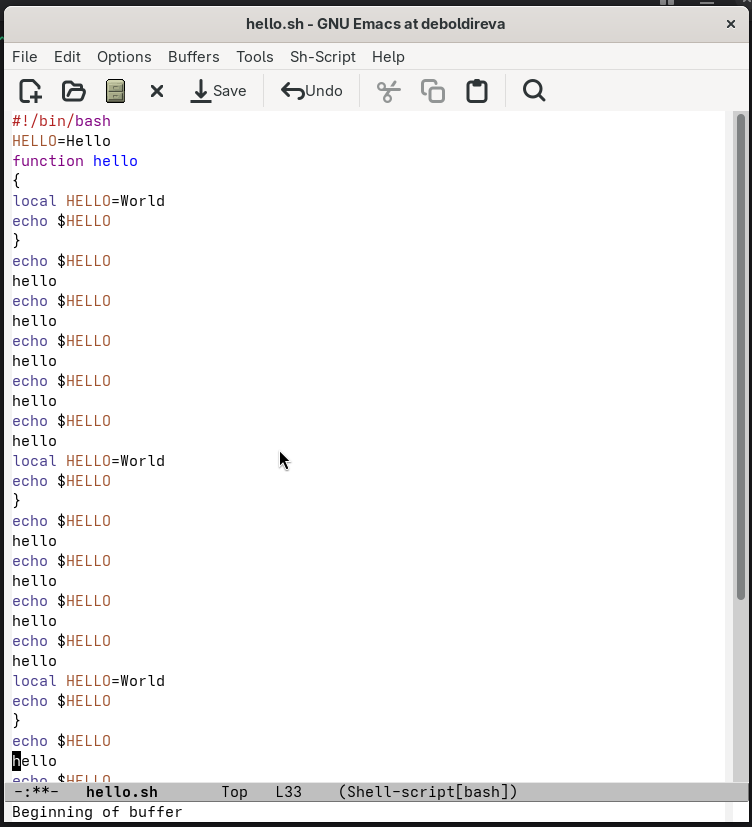 hello.sh - GNU Emacs at deboldireva
File Edit Options Buffers Tools Sh-Script Help
Save Undo
#!/bin/bash
HELLO=Hello
function hello
{
local HELLO=World
echo $HELLO
}
echo $HELLO
hello
echo $HELLO
hello
echo $HELLO
hello
echo $HELLO
hello
echo $HELLO
hello
local HELLO=World
echo $HELLO
}
echo $HELLO
hello
echo $HELLO
hello
echo $HELLO
hello
echo $HELLO
hello
local HELLO=World
echo $HELLO
}
echo $HELLO
hello
echo $HELLO
-:**- hello.sh Top L33 (Shell-script[bash])
Beginning of buffer